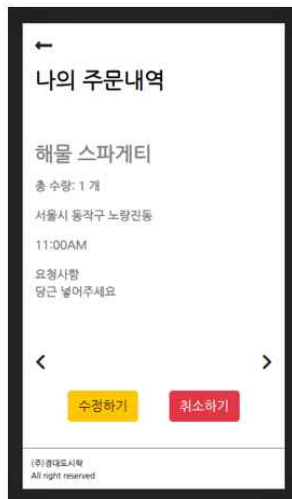 나의 주문내역
해물 스파게티
총 수량: 1 개
서울시 동작구 노량진동
11:00AM
요청사항
당근 넣어주세요
수정하기
취소하기
(주)경대도시락
All right reserved